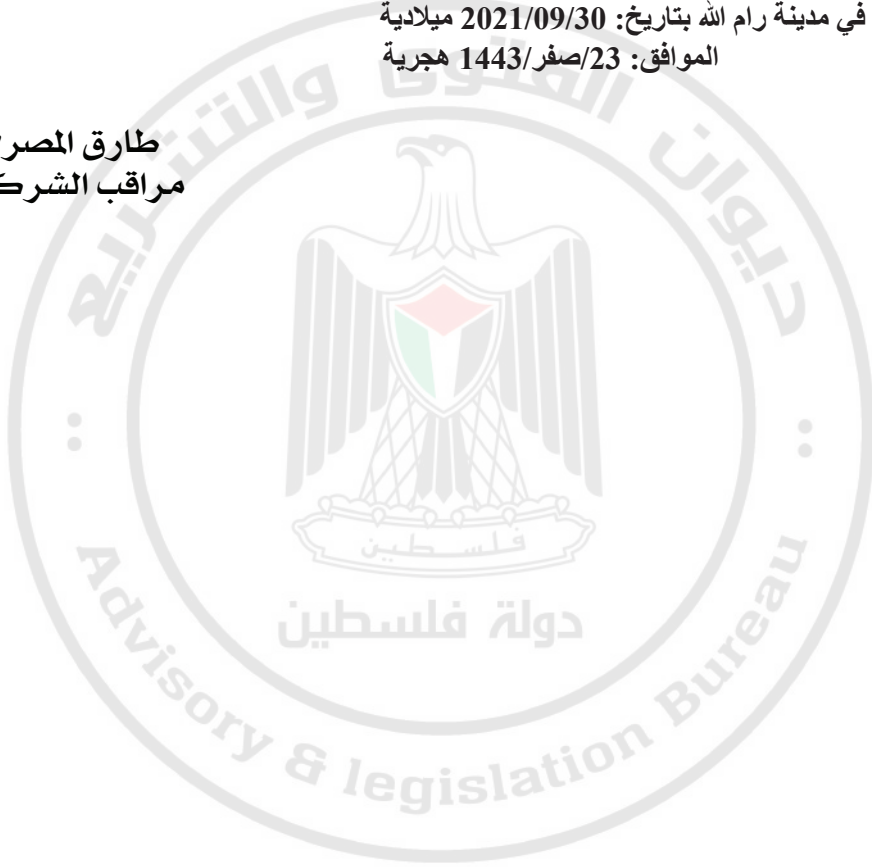 في مدينة رام الله بتاريخ: 2021/09/30 ميلادية
الموافق: 23/صفر/1443 هجرية
طارق
مراقب
ديوان الفتوى والتشريع
فلسطين
دولة فلسطين
Advisory & legislation Bureau